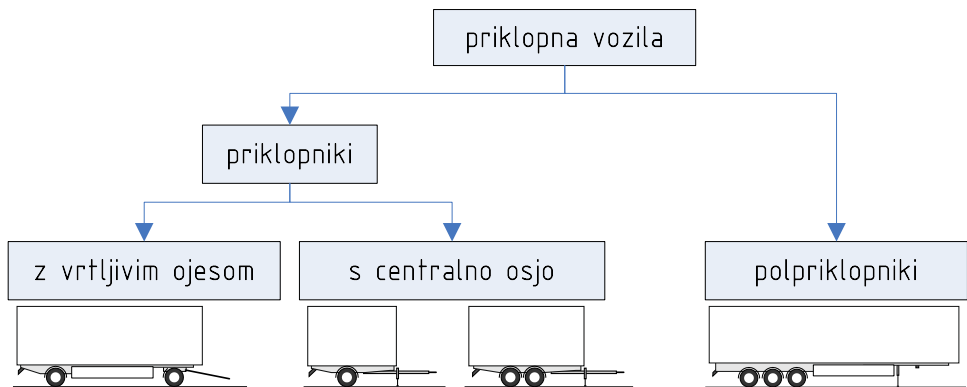 priklopna vozila
priklopniki
z vrtljivim ojesom
s centralno osjo
polpriklopniki